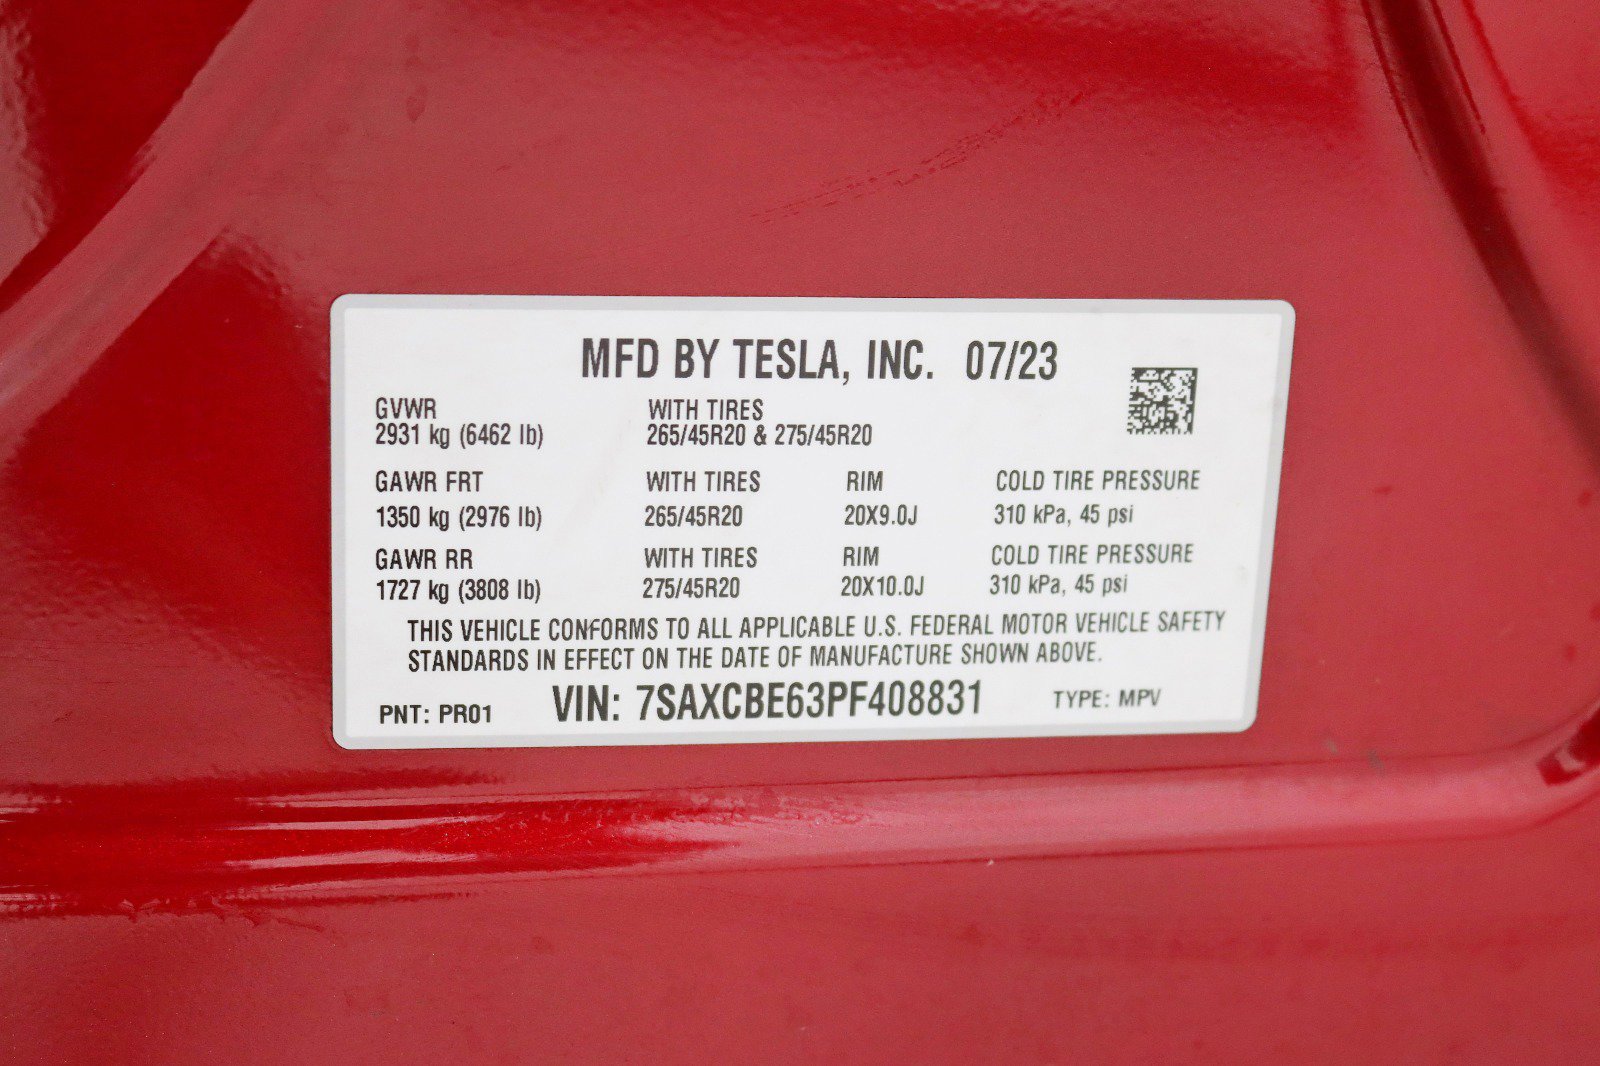 MFD BY TESLA, INC. 07/23
GVWR WITH TIRES
2931 kg (6462 lb) 265/45R20 & 275/45R20
GAWR FRT WITH TIRES RIM COLD TIRE PRESSURE
1350 kg (2976 lb) 265/45R20 20X9.0J 310 kPa, 45 psi
GAWR RR WITH TIRES RIM COLD TIRE PRESSURE
1727 kg (3808 lb) 275/45R20 20X10.0J 310 kPa, 45 psi
THIS VEHICLE CONFORMS TO ALL APPLICABLE U.S. FEDERAL MOTOR VEHICLE SAFETY
STANDARDS IN EFFECT ON THE DATE OF MANUFACTURE SHOWN ABOVE.
PNT: PR01 VIN: 7SAXCBE63PF408831 TYPE: MPV